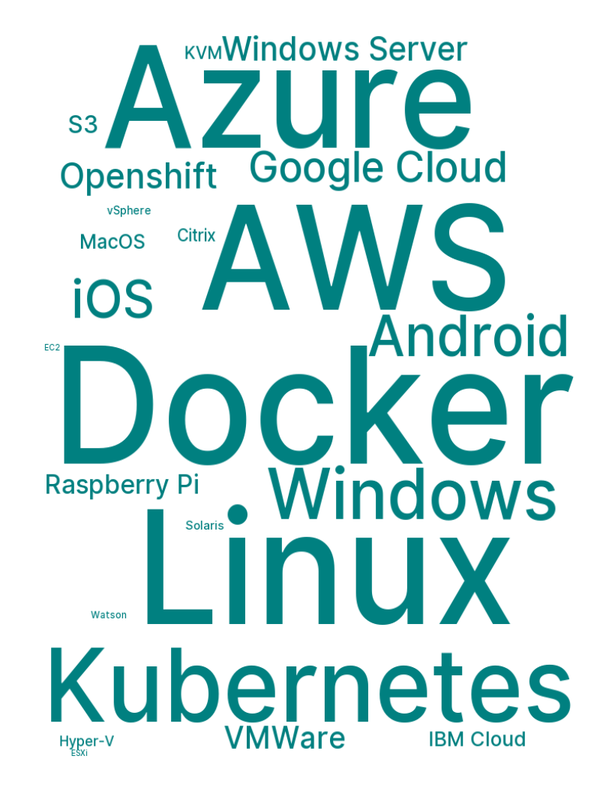 KVM
Windows Server
Azure
S3
Google Cloud
Openshift
vSphere
Citrix
MacOS
AWS
iOS
Android
EC2
Docker
Raspberry Pi
Windows
Solaris
Linux
Watson
Kubernetes
Hyper-V
VMWare
IBM Cloud
ESXi